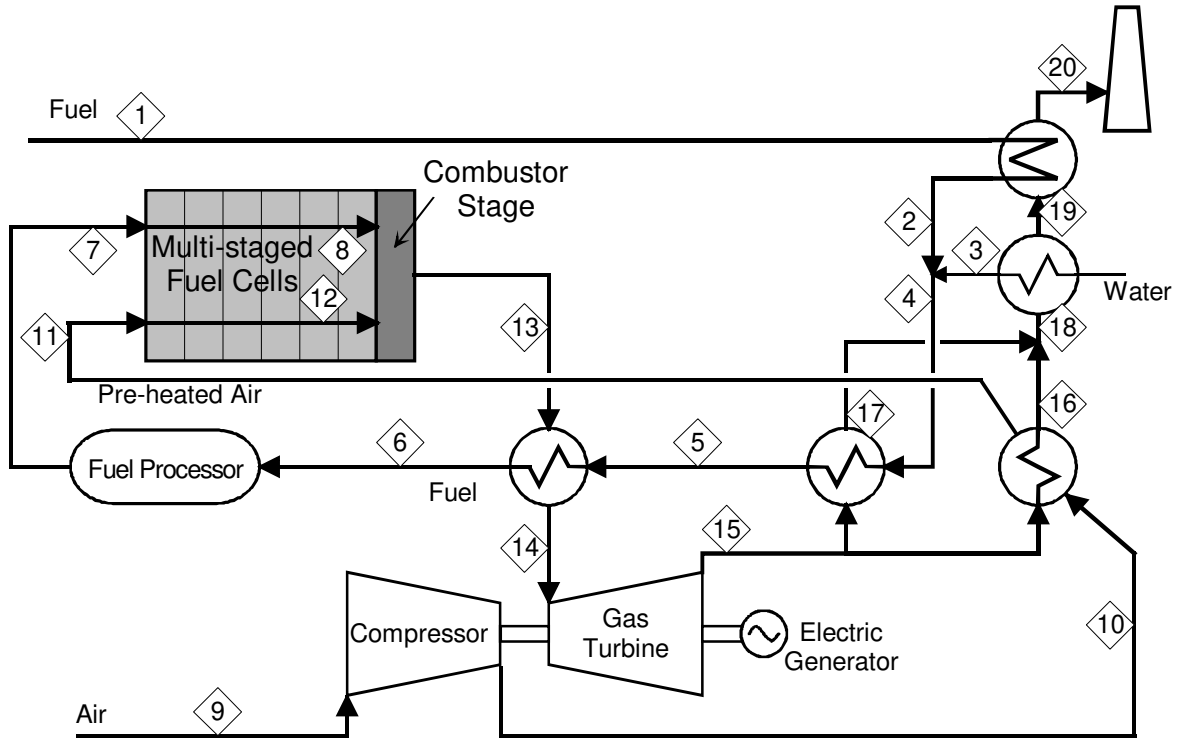 20
Fuel
1
Combustor
Stage
2
19
7
Multi-staged
Fuel Cells
8
3
Water
12
4
11
13
18
Pre-heated Air
17
16
6
5
Fuel Processor
Fuel
14
15
Compressor
Gas
Turbine
Electric
Generator
10
Air
9